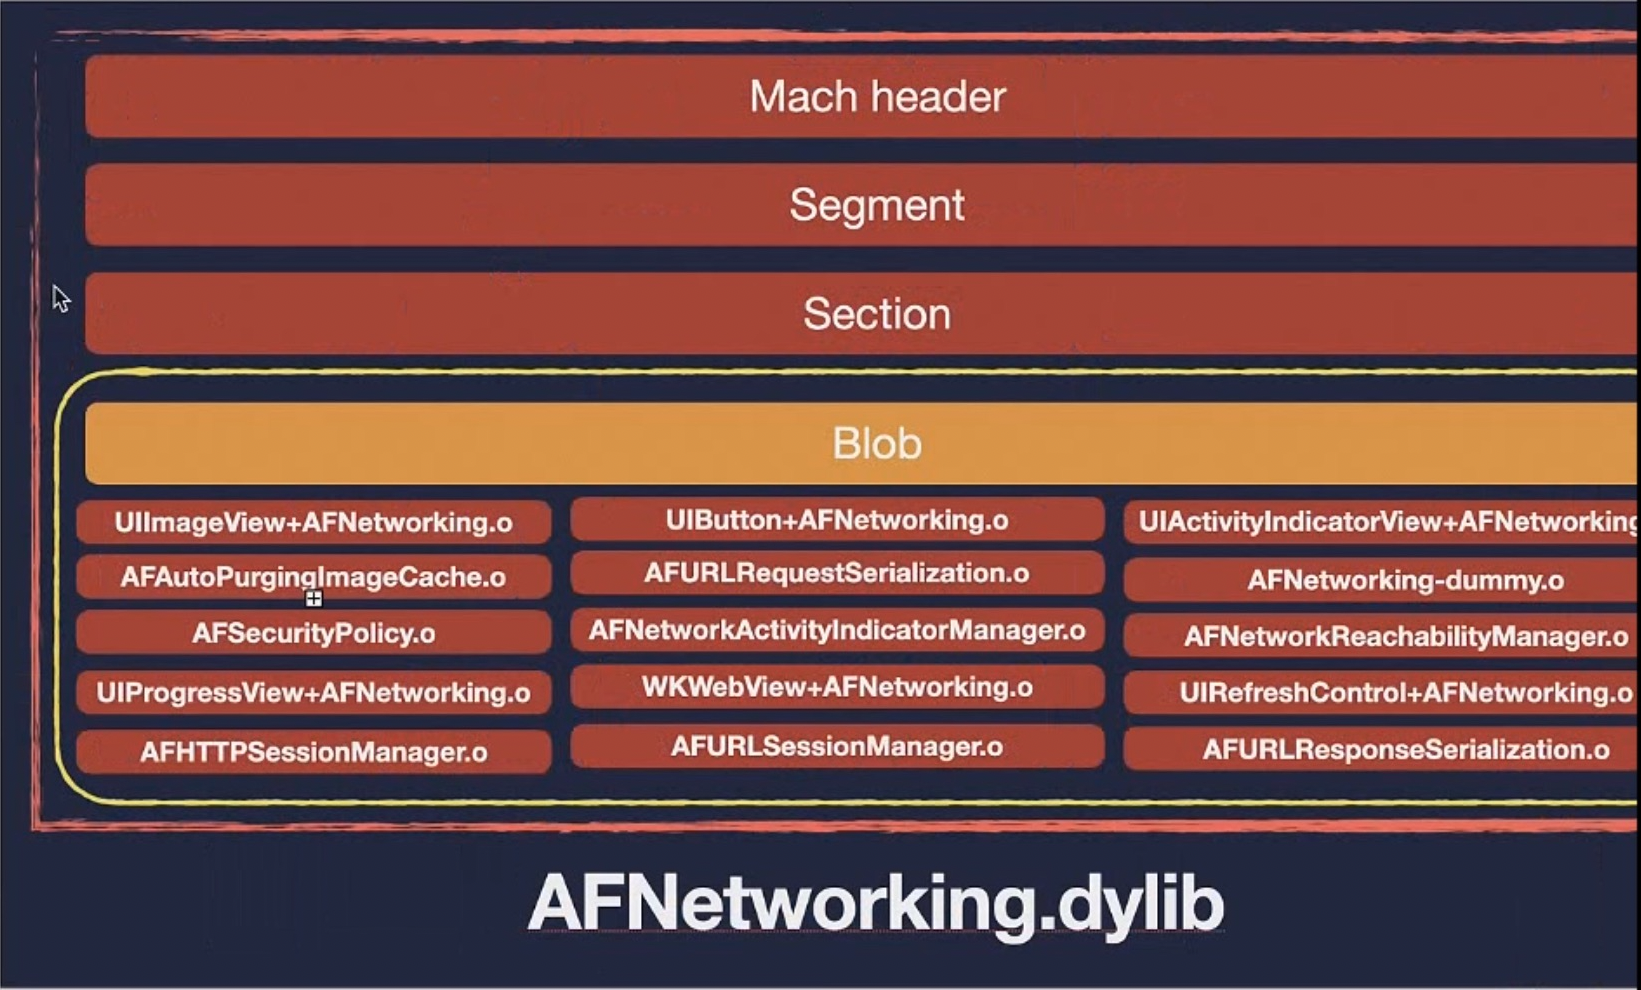 Mach header
Segment
Section
Blob
UIImageView+AFNetworking.o
UIButton+AFNetworking.o
UIActivityIndicatorView+AFNetworking
AFAutoPurgingImageCache.o
AFURLRequestSerialization.o
AFNetworking-dummy.o
AFSecurityPolicy.o
AFNetworkActivityIndicatorManager.o
AFNetworkReachabilityManager.o
UIProgressView+AFNetworking.o
WKWebView+AFNetworking.o
UIRefreshControl+AFNetworking.o
AFHTTPSessionManager.o
AFURLSessionManager.o
AFURLResponseSerialization.o
AFNetworking.dylib